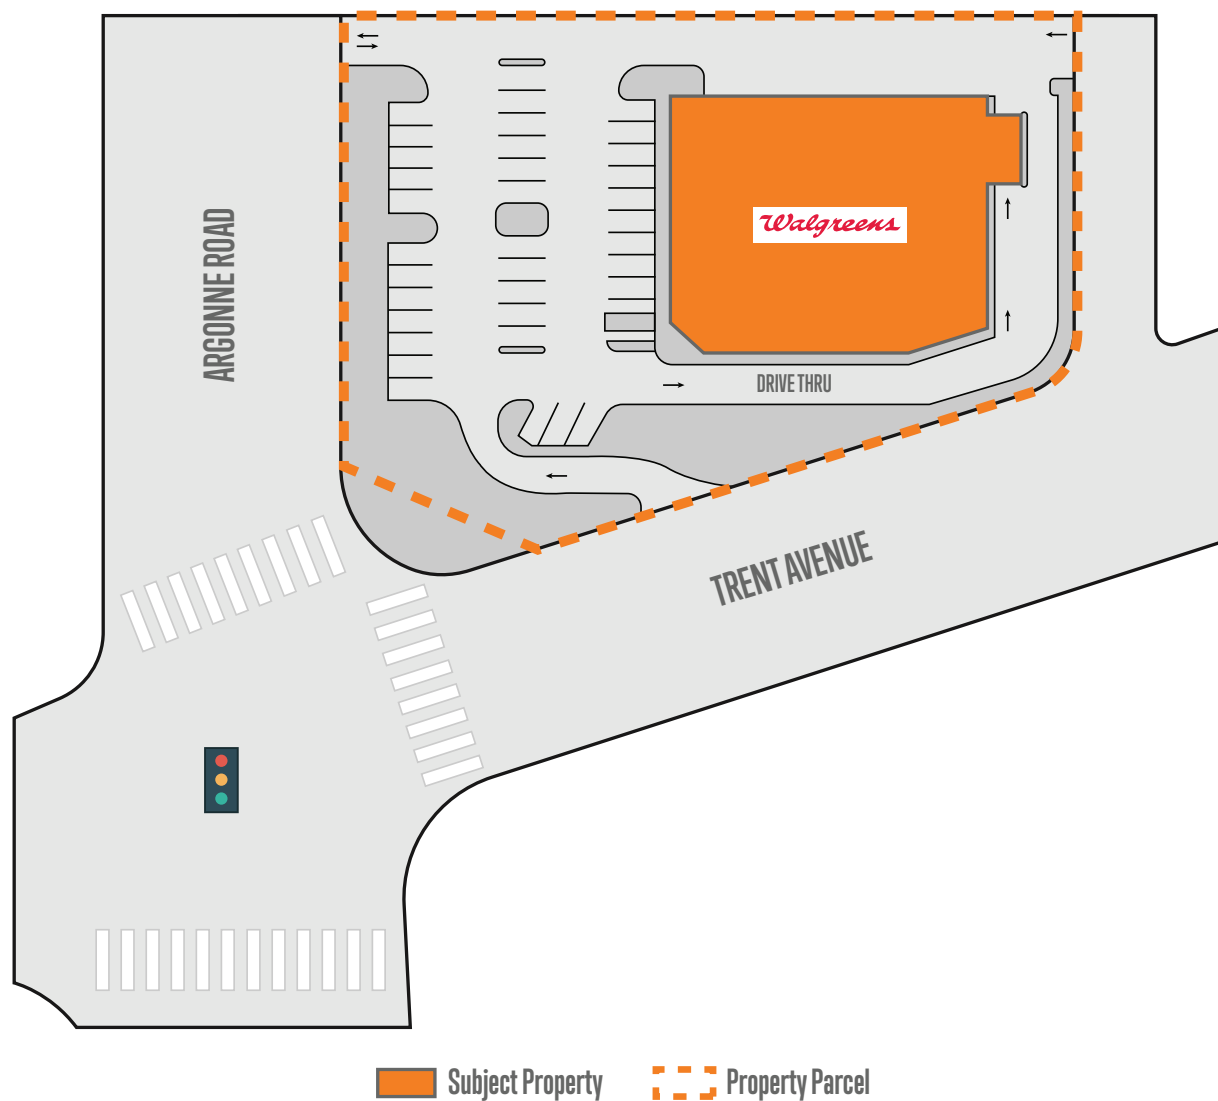 ARGONNE ROAD
Walgreens
DRIVE THRU
TRENT AVENUE
Subject Property
Property Parcel